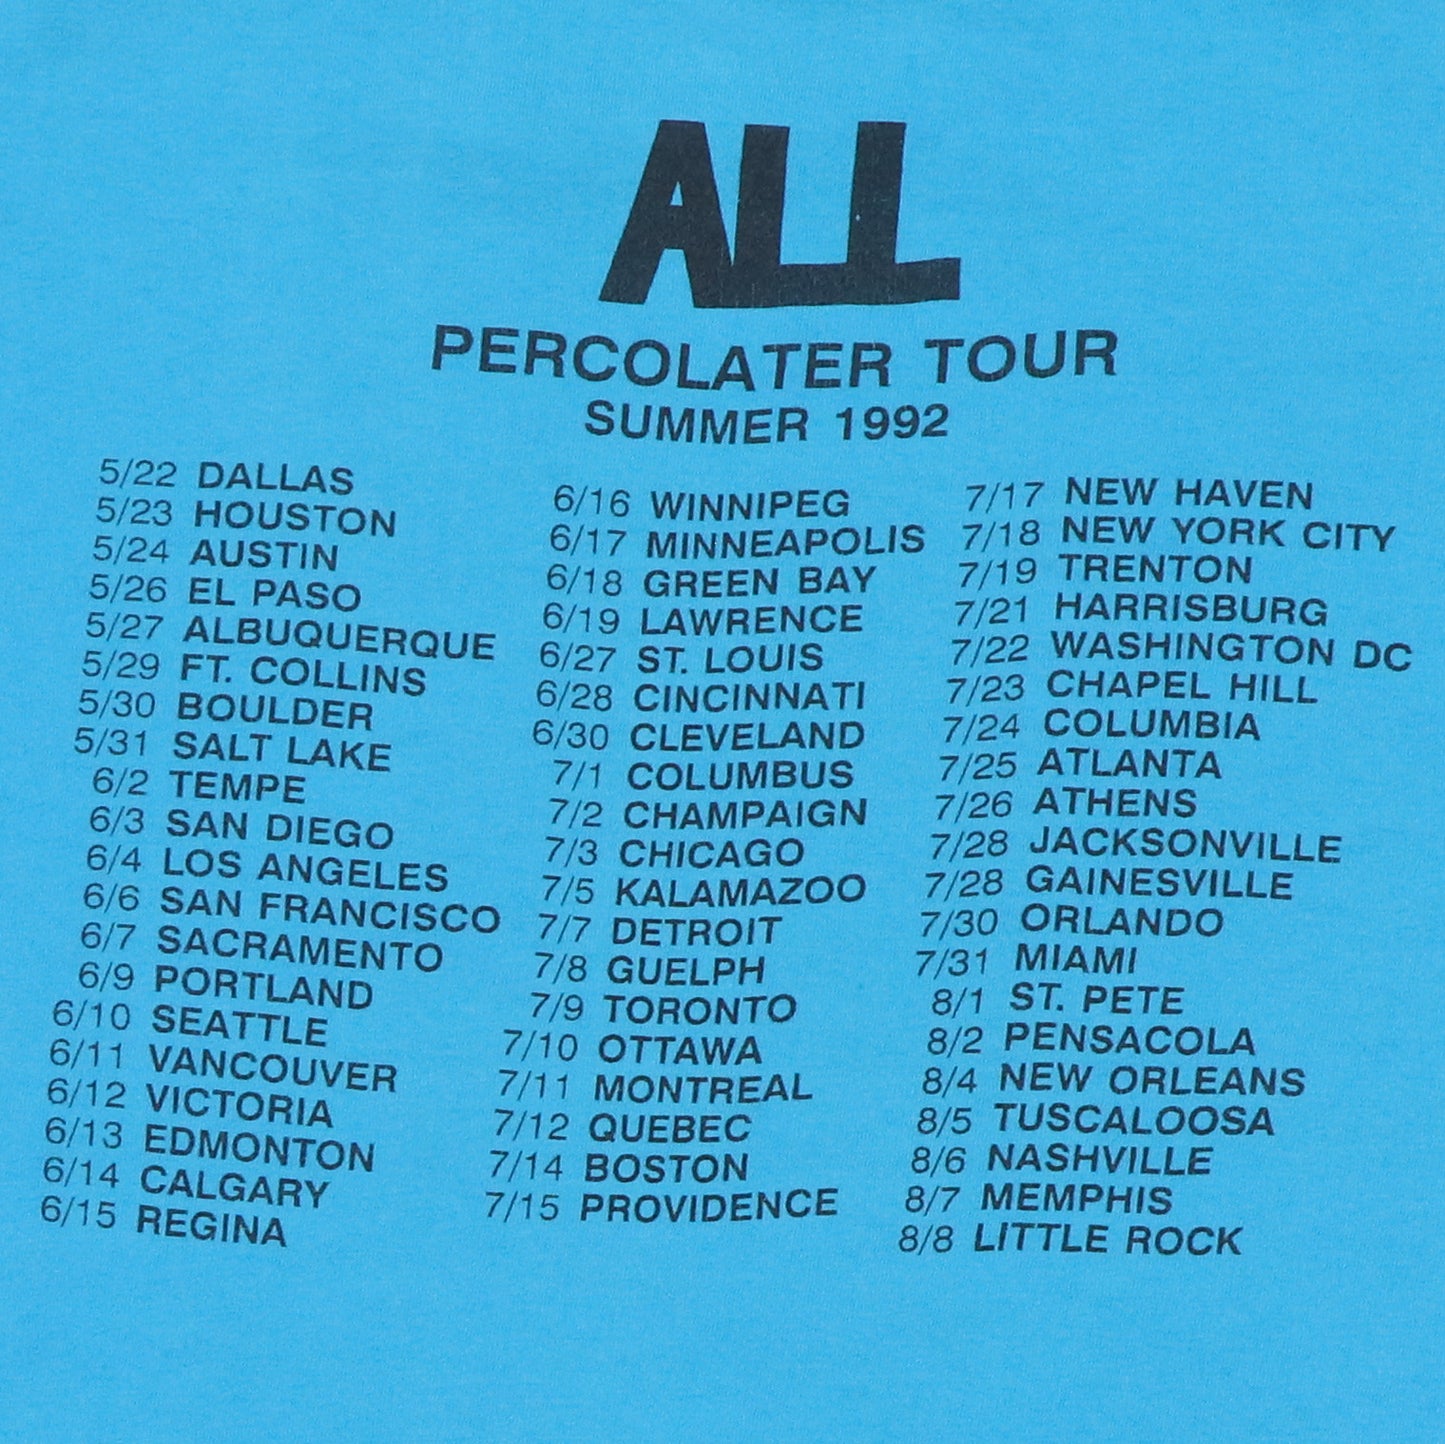 ALL
PERCOLATER TOUR
SUMMER 1992
5/22 DALLAS
5/23 HOUSTON
5/24 AUSTIN
5/26 EL PASO
5/27 ALBUQUERQUE
5/29 FT. COLLINS
5/30 BOULDER
5/31 SALT LAKE
6/2 TEMPE
6/3 SAN DIEGO
6/4 LOS ANGELES
6/6 SAN FRANCISCO
6/7 SACRAMENTO
6/9 PORTLAND
6/10 SEATTLE
6/11 VANCOUVER
6/12 VICTORIA
6/13 EDMONTON
6/14 CALGARY
6/15 REGINA
6/16 WINNIPEG
6/17 MINNEAPOLIS
6/18 GREEN BAY
6/19 LAWRENCE
6/27 ST. LOUIS
6/28 CINCINNATI
6/30 CLEVELAND
7/1 COLUMBUS
7/2 CHAMPAIGN
7/3 CHICAGO
7/5 KALAMAZOO
7/7 DETROIT
7/8 GUELPH
7/9 TORONTO
7/10 OTTAWA
7/11 MONTREAL
7/12 QUEBEC
7/14 BOSTON
7/15 PROVIDENCE
7/17 NEW HAVEN
7/18 NEW YORK CITY
7/19 TRENTON
7/21 HARRISBURG
7/22 WASHINGTON DC
7/23 CHAPEL HILL
7/24 COLUMBIA
7/25 ATLANTA
7/26 ATHENS
7/28 JACKSONVILLE
7/28 GAINESVILLE
7/30 ORLANDO
7/31 MIAMI
8/1 ST. PETE
8/2 PENSACOLA
8/4 NEW ORLEANS
8/5 TUSCALOOSA
8/6 NASHVILLE
8/7 MEMPHIS
8/8 LITTLE ROCK